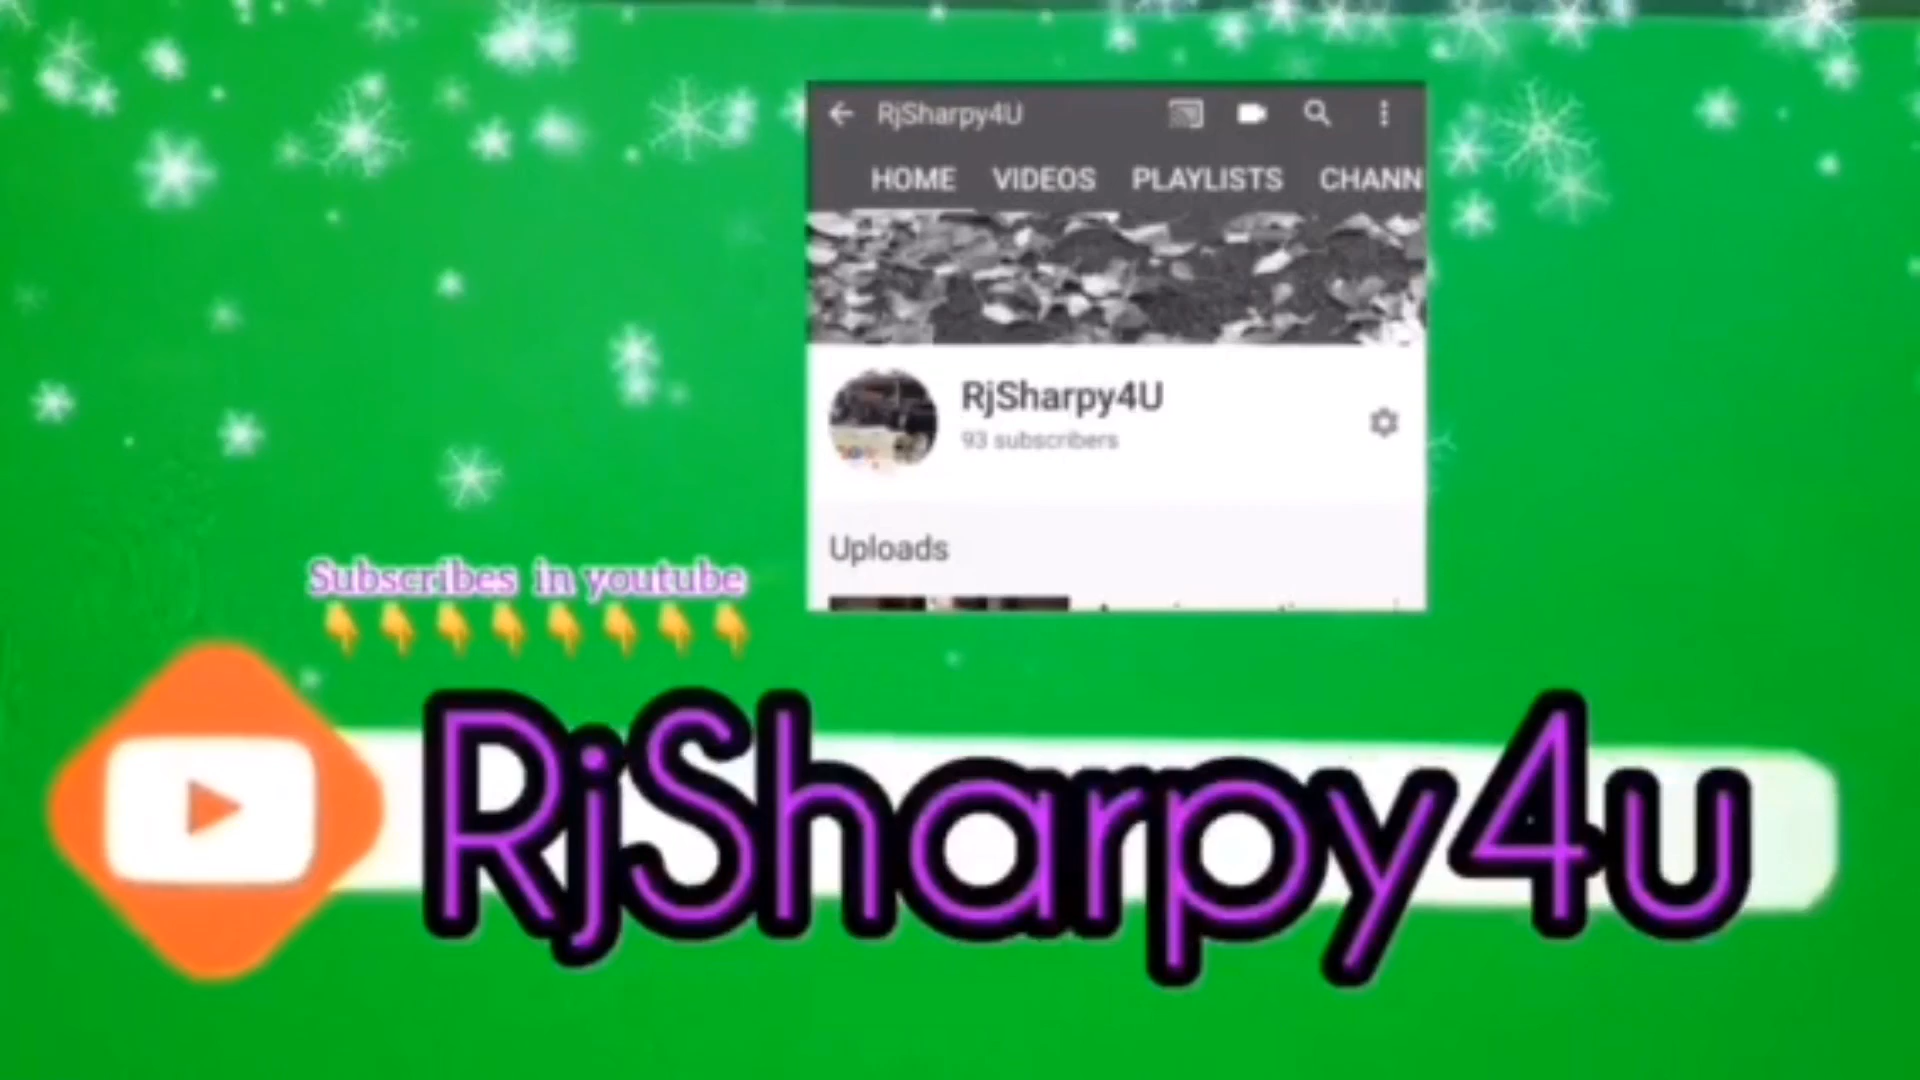 RjSharpy4U
HOME VIDEOS PLAYLISTS CHANN
RjSharpy4U
93 subscribers
Uploads
Subscribes in youtube
RjSharpy4u